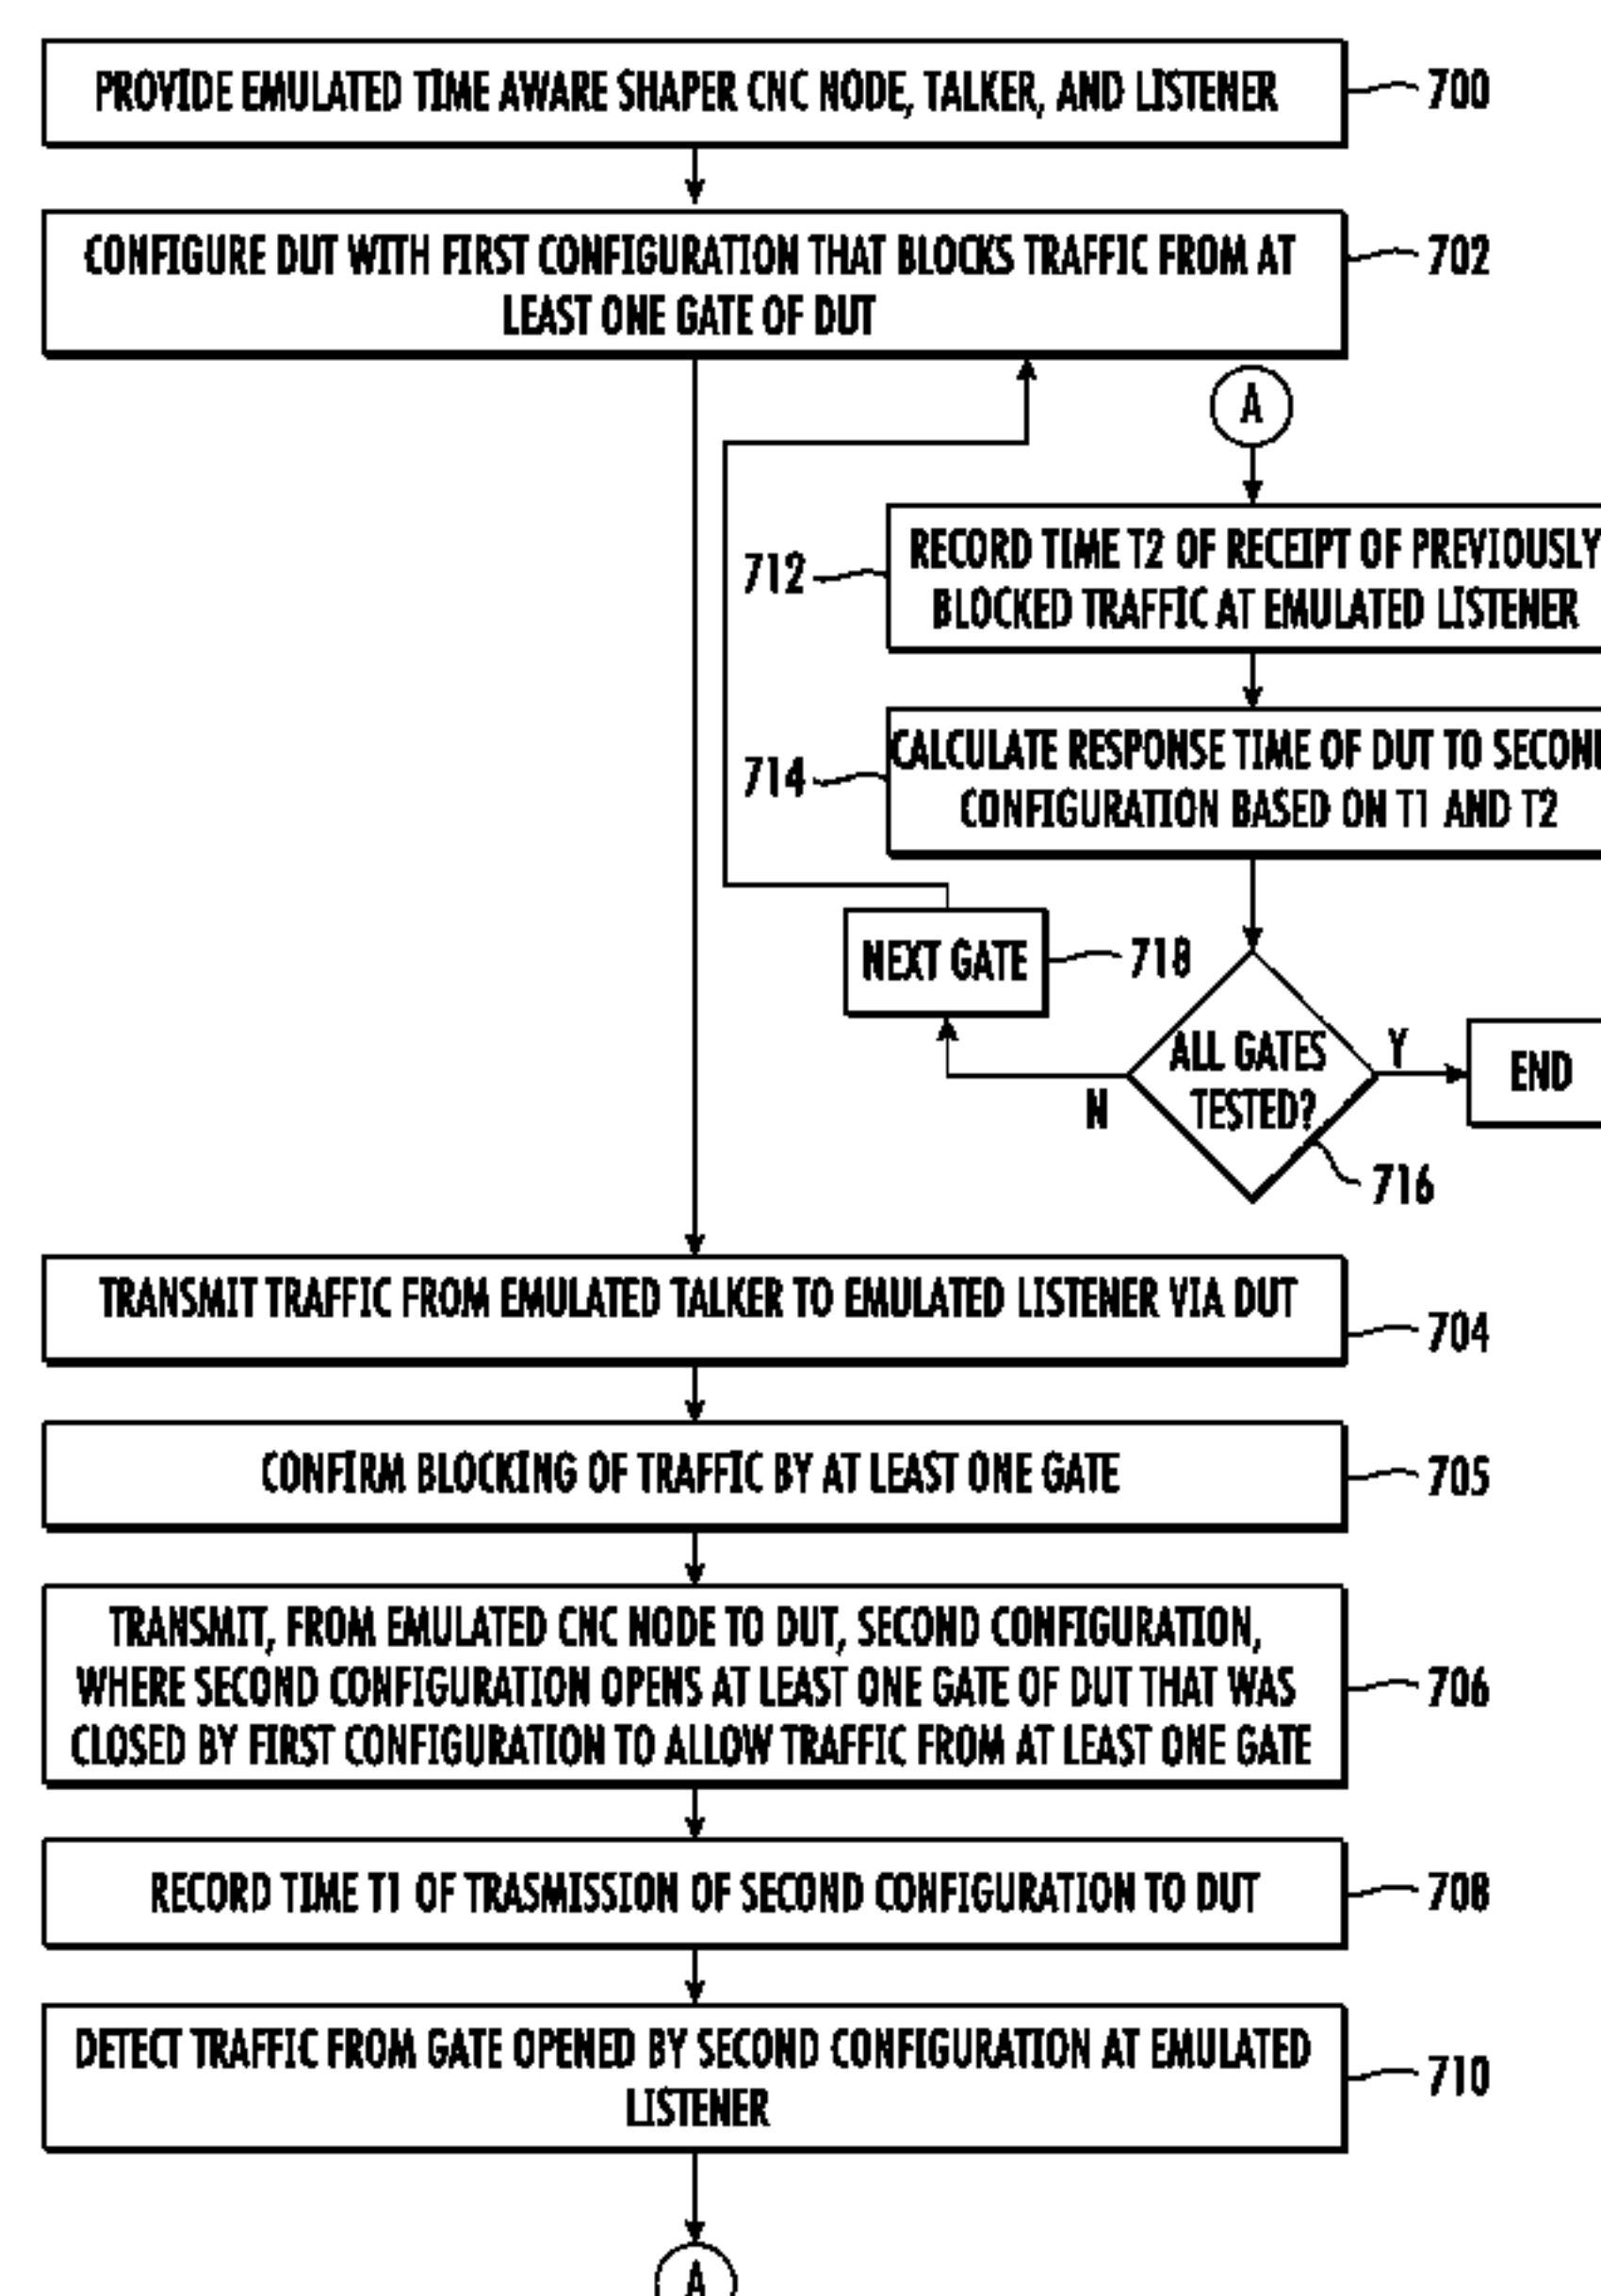 PROVIDE EMULATED TIME AWARE SHAPER CNC NODE, TALKER, AND LISTENER
700
CONFIGURE DUT WITH FIRST CONFIGURATION THAT BLOCKS TRAFFIC FROM AT
LEAST ONE GATE OF DUT
702
A
RECORD TIME T2 OF RECEIPT OF PREVIOUSLY
BLOCKED TRAFFIC AT EMULATED LISTENER
712
CALCULATE RESPONSE TIME OF DUT TO SECON
CONFIGURATION BASED ON T1 AND T2
714
NEXT GATE
718
ALL GATES
TESTED?
Y
N
END
716
TRANSMIT TRAFFIC FROM EMULATED TALKER TO EMULATED LISTENER VIA DUT
704
CONFIRM BLOCKING OF TRAFFIC BY AT LEAST ONE GATE
705
TRANSMIT, FROM EMULATED CNC NODE TO DUT, SECOND CONFIGURATION,
WHERE SECOND CONFIGURATION OPENS AT LEAST ONE GATE OF DUT THAT WAS
CLOSED BY FIRST CONFIGURATION TO ALLOW TRAFFIC FROM AT LEAST ONE GATE
706
RECORD TIME T1 OF TRASMISSION OF SECOND CONFIGURATION TO DUT
708
DETECT TRAFFIC FROM GATE OPENED BY SECOND CONFIGURATION AT EMULATED
LISTENER
710
A